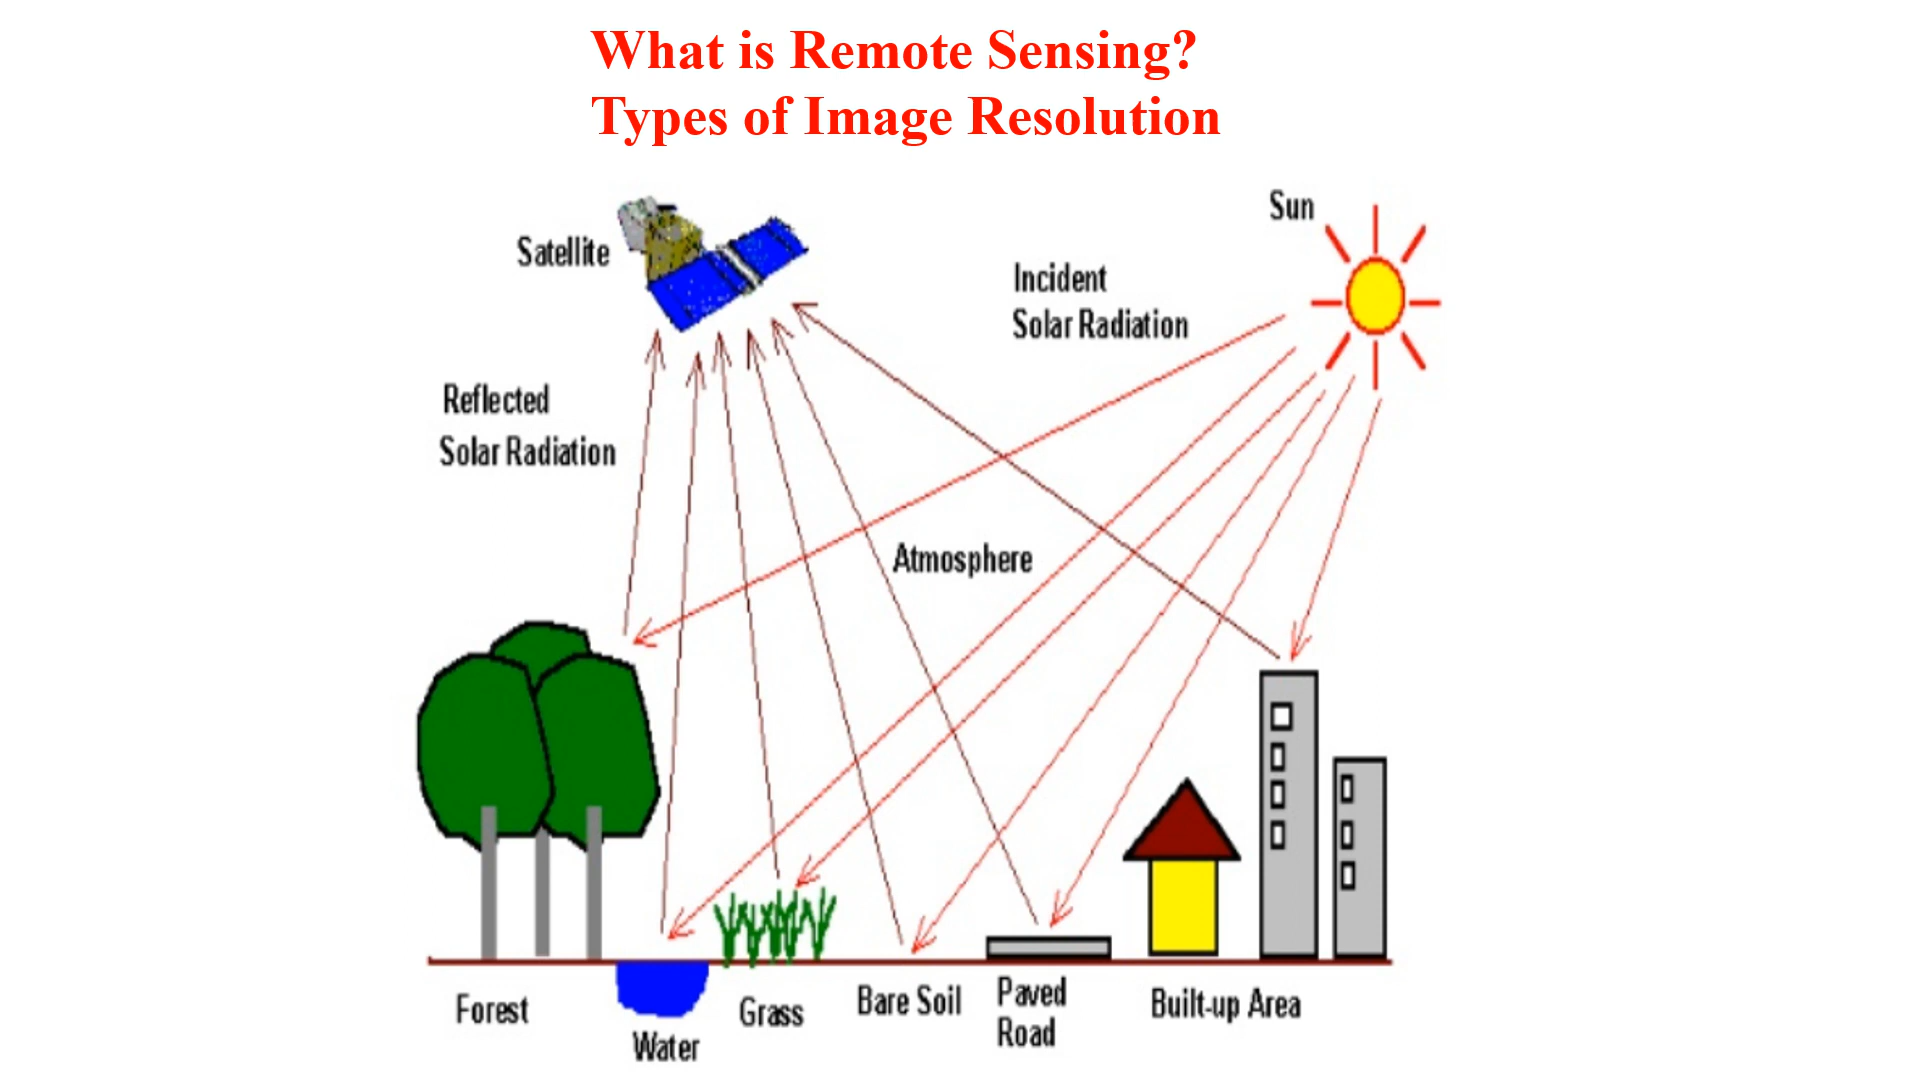 What is Remote Sensing?
Types of Image Resolution
Sun
Satellite
Incident
Solar Radiation
Reflected
Solar Radiation
Atmosphere
Forest
Water
Grass
Bare Soil
Paved
Road
Built-up Area